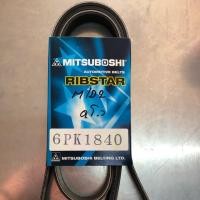 MITSUBOSHI
AUTOMOTIVE BELTS
RIBSTAR
6PK1840
MITSUBOSHI BELTING LTD.